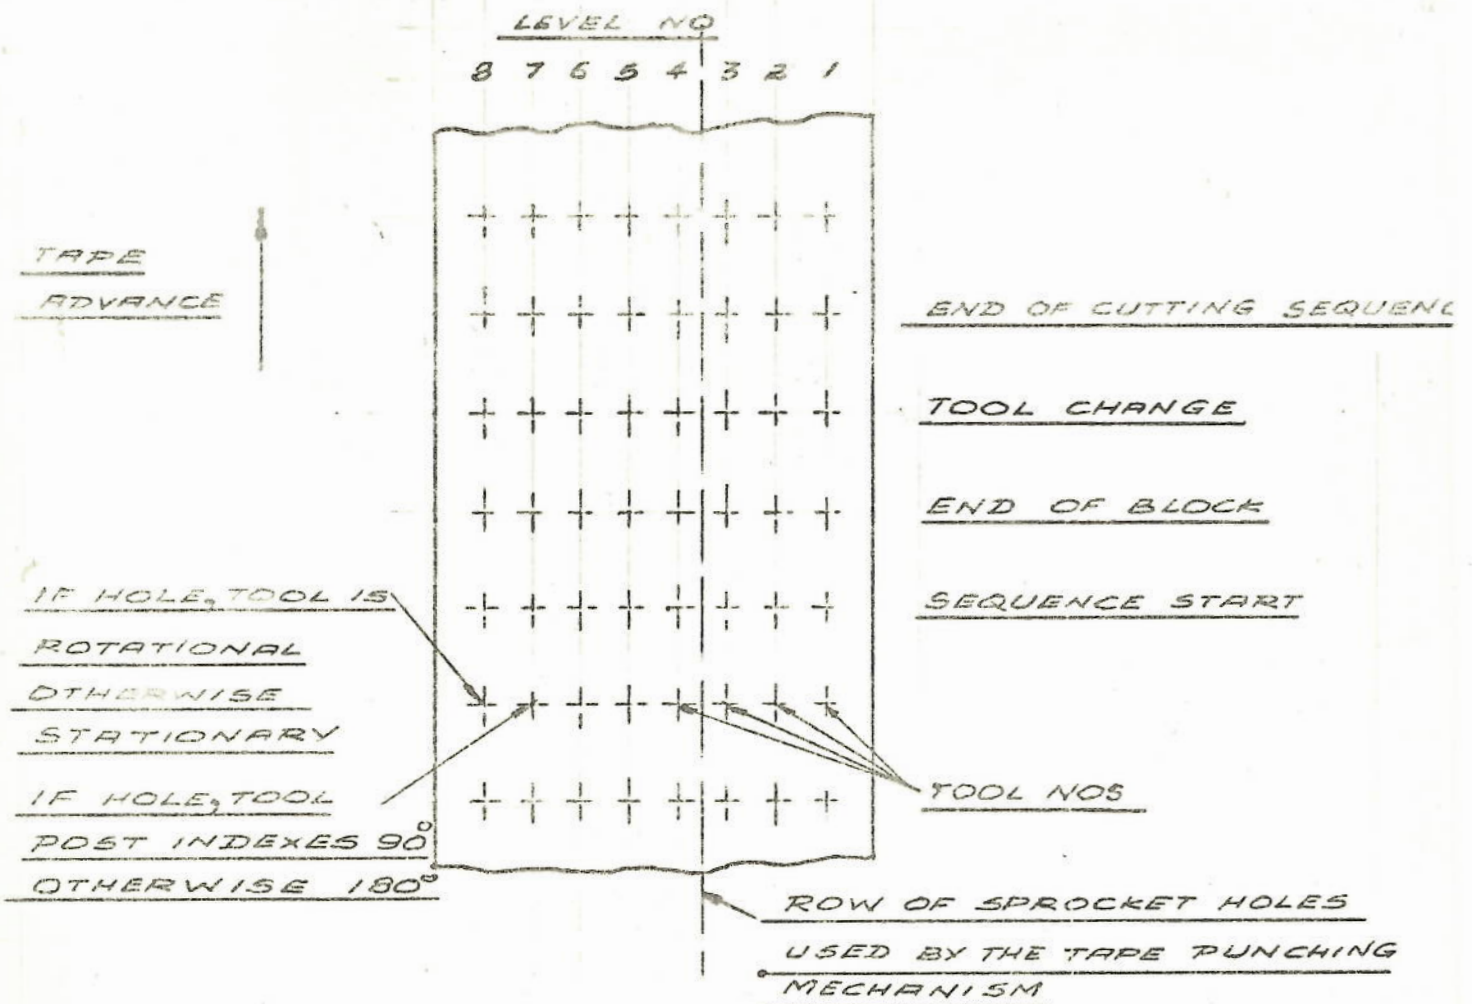 LEVEL NO
8 7 6 5 4 3 2 1
TAPE
ADVANCE
END OF CUTTING SEQUENC
TOOL CHANGE
END OF BLOCK
SEQUENCE START
IF HOLE, TOOL IS
ROTATIONAL
OTHERWISE
STATIONARY
IF HOLE, TOOL
POST INDEXES 90°
OTHERWISE 180°
TOOL NOS
ROW OF SPROCKET HOLES
USED BY THE TAPE PUNCHING
MECHANISM